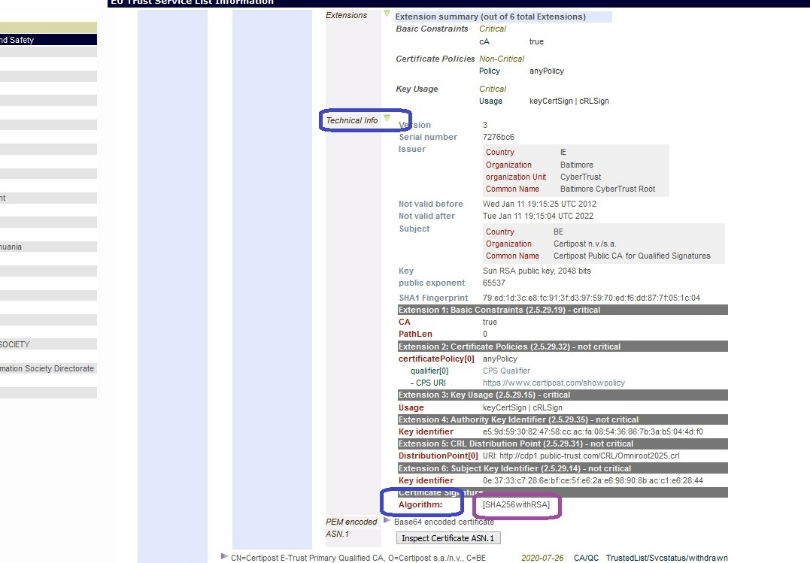 EU Trust Service List Information
nd Safety
nt
huania
SOCIETY
mation Society Directorate
Extensions
Extension summary (out of 6 total Extensions)
Basic Constraints Critical
cA true
Certificate Policies Non-Critical
Policy anyPolicy
Key Usage Critical
Usage keyCertSign | cRLSign
Technical Info
Version 3
Serial number 7276bc6
Issuer
Country IE
Organization Baltimore
organization Unit CyberTrust
Common Name Baltimore CyberTrust Root
Not valid before Wed Jan 11 19:15:25 UTC 2012
Not valid after Tue Jan 11 19:15:04 UTC 2022
Subject
Country BE
Organization Certipost n.v./s.a.
Common Name Certipost Public CA for Qualified Signatures
Key Sun RSA public key, 2048 bits
public exponent 65537
SHA1 Fingerprint 79:ed:1d:3c:e8:fc:91:3f:d3:97:59:70:ed:f6:dd:87:7f:05:1c:04
Extension 1: Basic Constraints (2.5.29.19) - critical
CA true
PathLen 0
Extension 2: Certificate Policies (2.5.29.32) - not critical
certificatePolicy[0] anyPolicy
qualifier[0] CPS Qualifier
- CPS URI https://www.certipost.com/showpolicy
Extension 3: Key Usage (2.5.29.15) - critical
Usage keyCertSign | cRLSign
Extension 4: Authority Key Identifier (2.5.29.35) - not critical
Key identifier e5:9d:59:30:82:47:58:cc:ac:fa:08:54:36:86:7b:3a:b5:04:4d:f0
Extension 5: CRL Distribution Point (2.5.29.31) - not critical
DistributionPoint[0] URI: http://cdp1.public-trust.com/CRL/Omniroot2025.crl
Extension 6: Subject Key Identifier (2.5.29.14) - not critical
Key identifier 0e:37:33:c7:28:6e:bf:ce:5f:e6:2a:e6:98:90:8b:ac:c1:e6:28:44
Certificate Signature
Algorithm: [SHA256withRSA]
PEM encoded Base64 encoded certificate
ASN.1 Inspect Certificate ASN.1
CN=Certipost E-Trust Primary Qualified CA, O=Certipost s.a./n.v., C=BE 2020-07-26 CA/QC TrustedList/Svcstatus/withdrawn